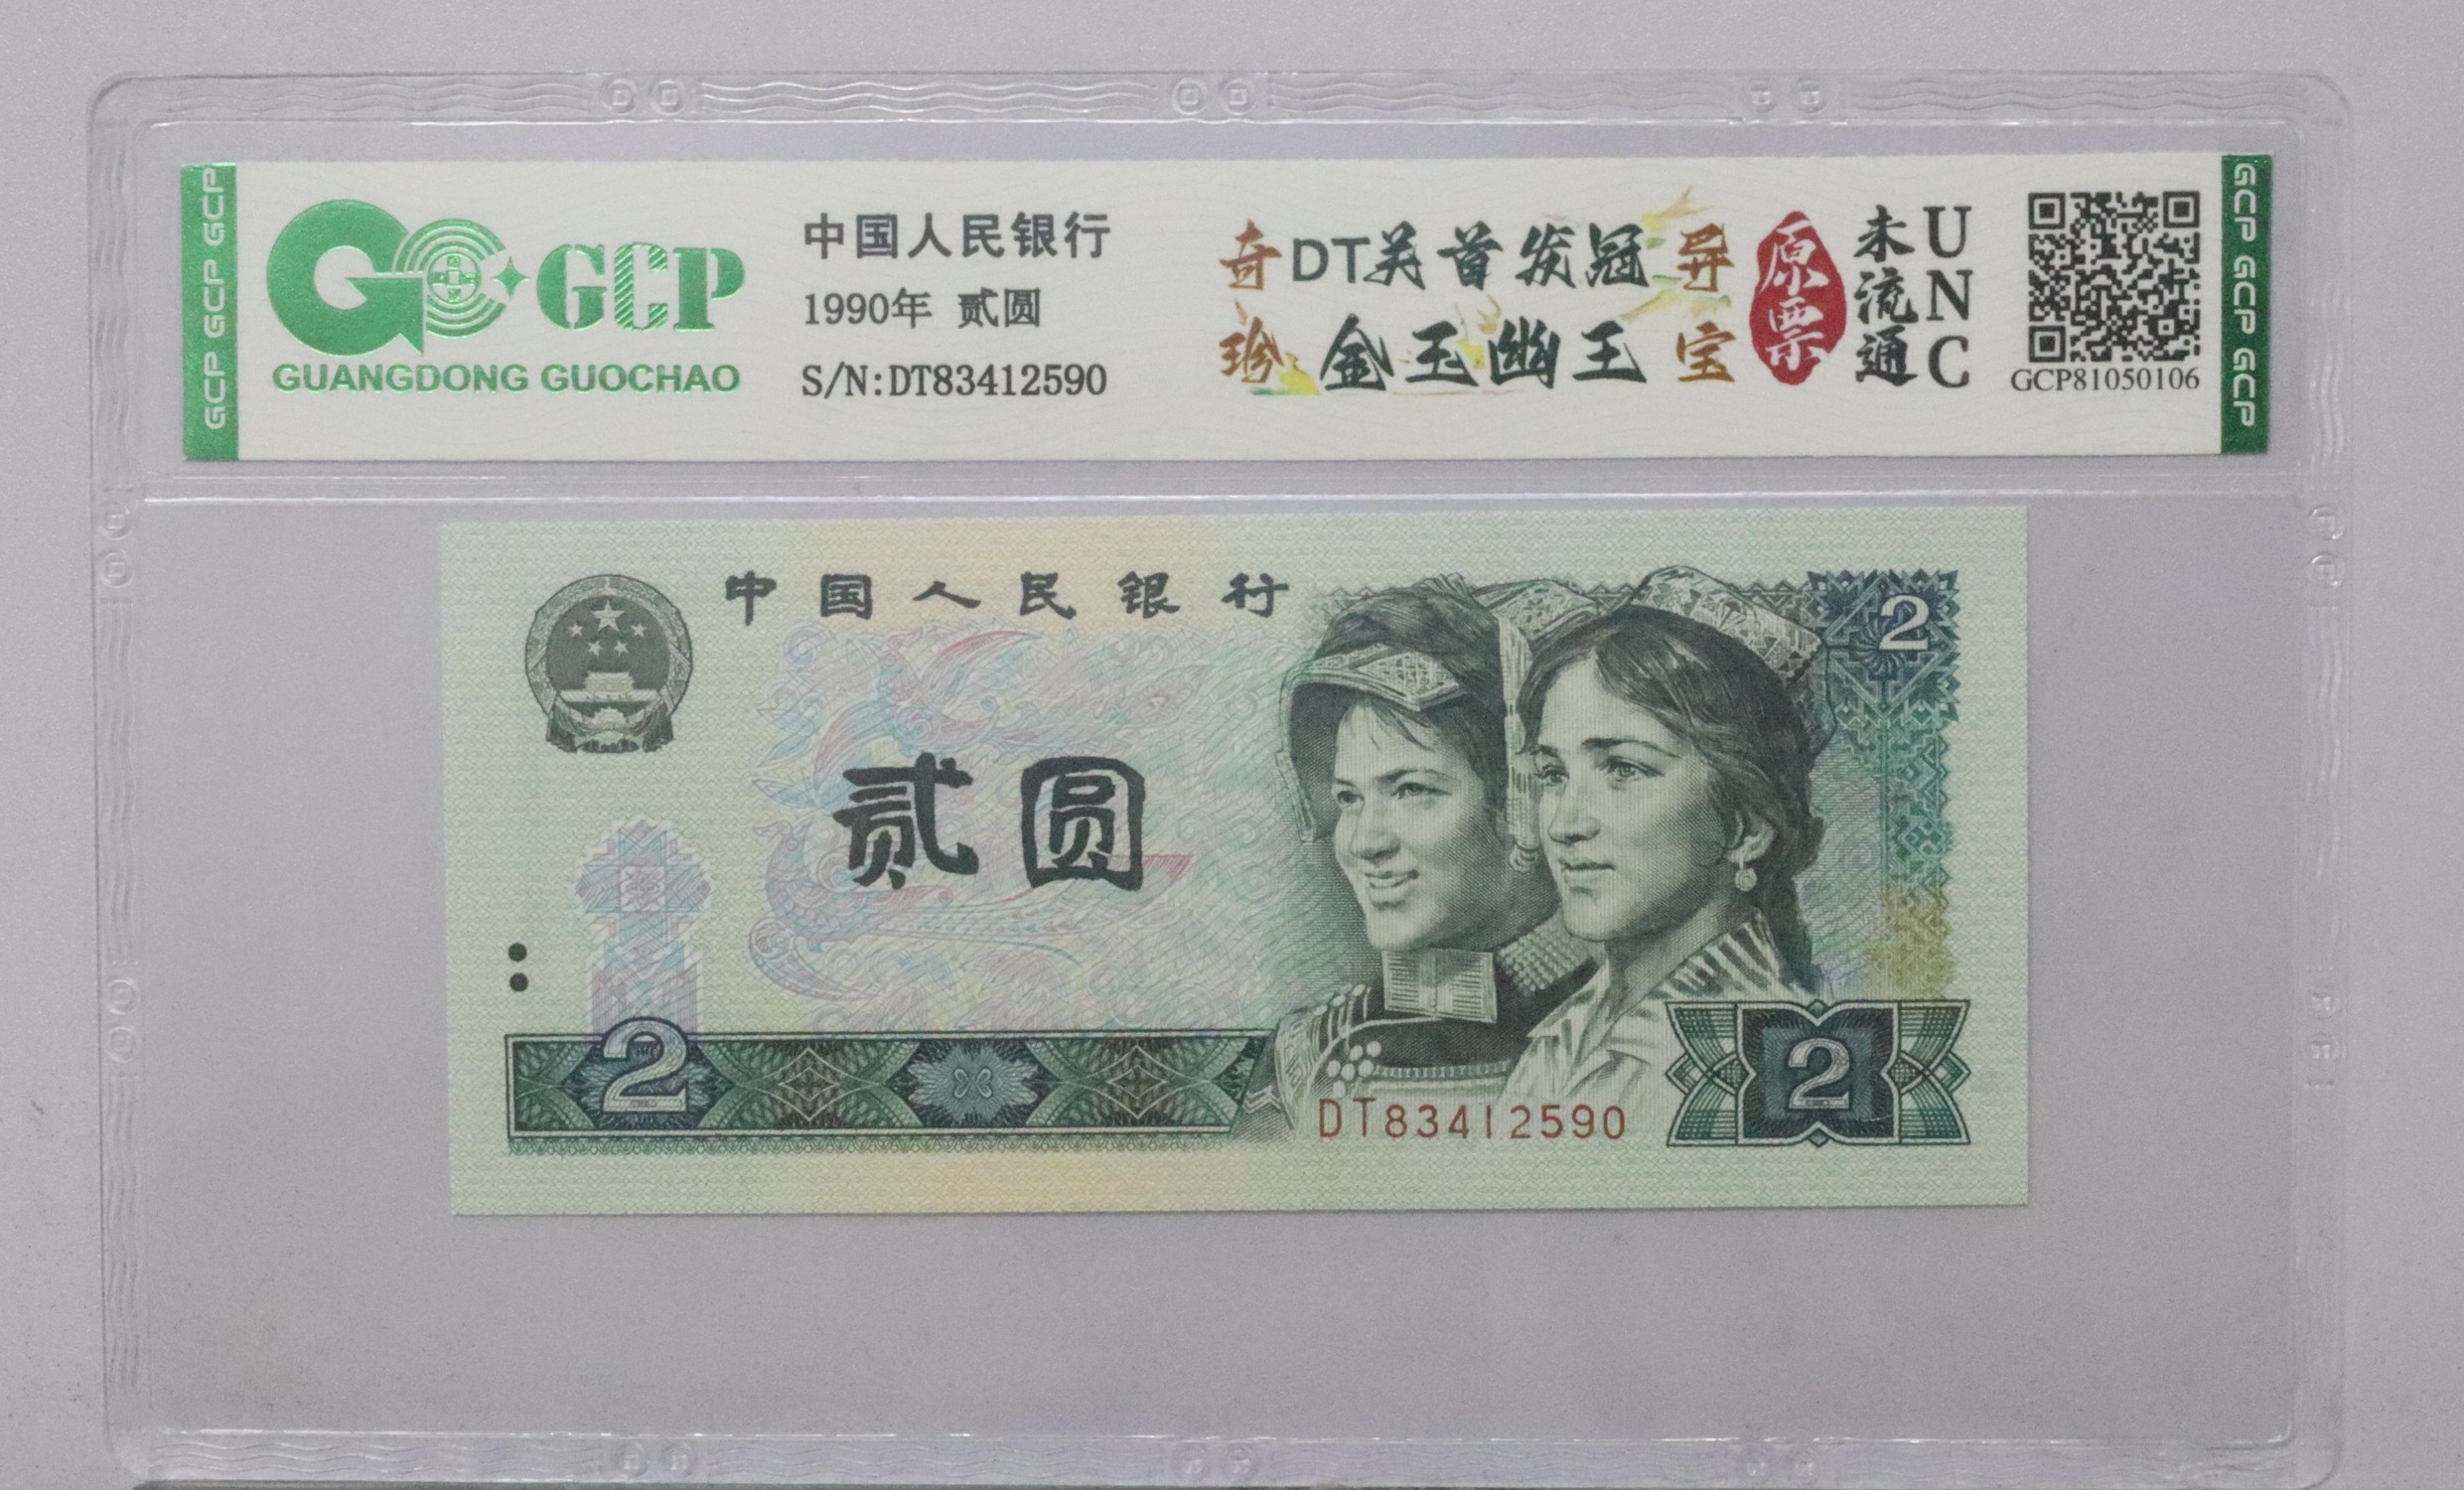 GCP GCP GCP
GCP
GUANGDONG GUOCHAO
中国人民银行
1990年 贰圆
S/N:DT83412590
奇DT关首发冠异
珍金玉幽王宝
原票
未流通
UNC
GCP81050106
GCP GCP GCP
中国人民银行
2
贰圆
2
DT83412590
2